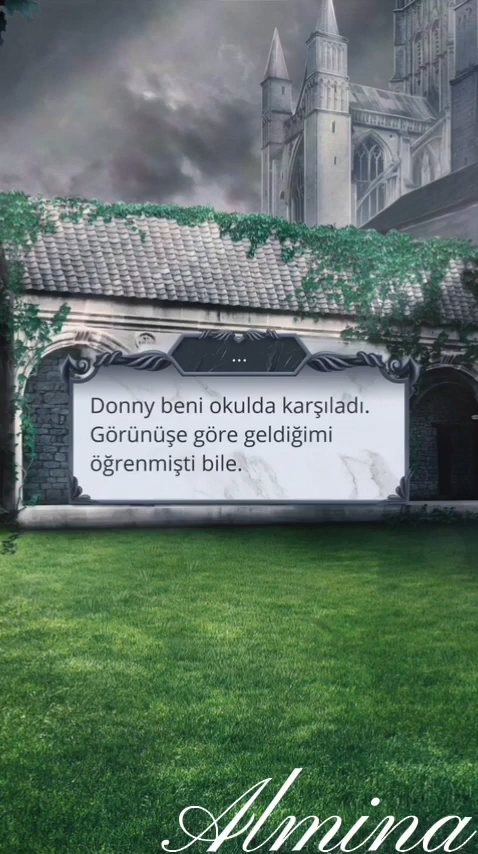 ...
Donny beni okulda karşıladı.
Görünüşe göre geldiğimi
öğrenmişti bile.
Almina